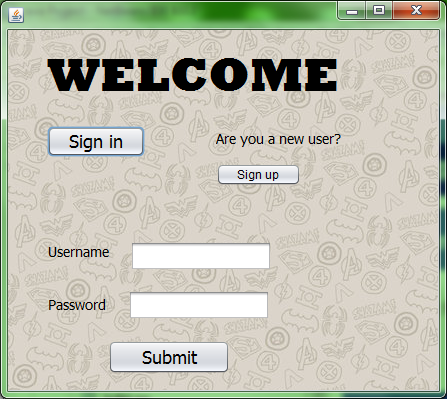 WELCOME
Sign in
Are you a new user?
Sign up
Username
Password
Submit